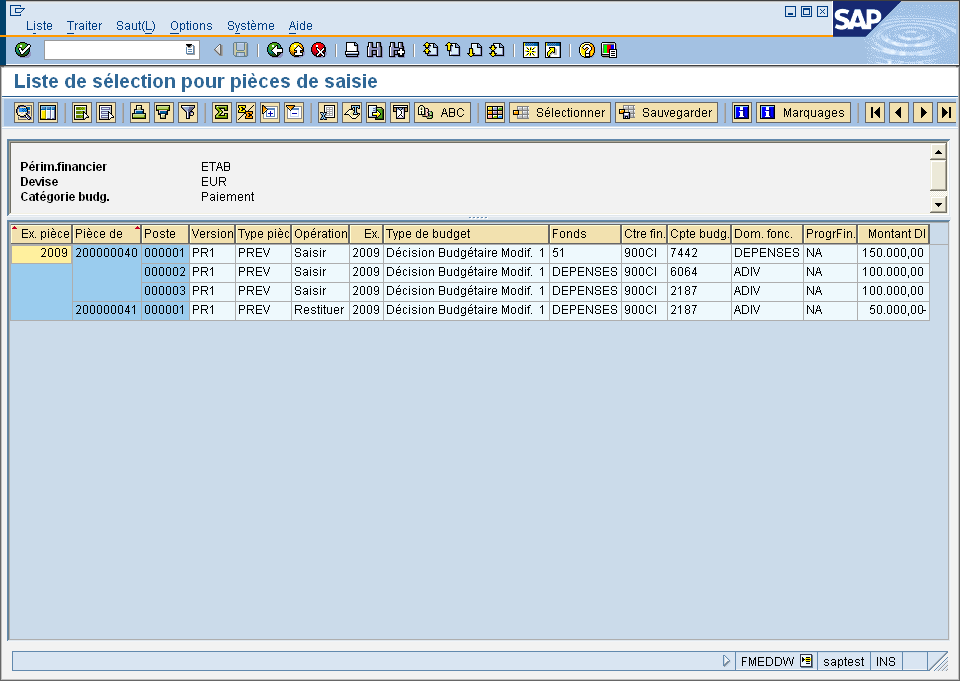 Liste Traiter Saut(L) Options Système Aide
SAP
Liste de sélection pour pièces de saisie
ABC Sélectionner Sauvegarder Marquages
Périm.financier ETAB
Devise EUR
Catégorie budg. Paiement
Ex. pièce Pièce de Poste Version Type pièc Opération Ex. Type de budget Fonds Ctre fin. Cpte budg. Dom. fonc. ProgrFin. Montant DI
2009 200000040 000001 PR1 PREV Saisir 2009 Décision Budgétaire Modif. 1 51 900CI 7442 DEPENSES NA 150.000,00
000002 PR1 PREV Saisir 2009 Décision Budgétaire Modif. 1 DEPENSES 900CI 6064 ADIV NA 100.000,00
000003 PR1 PREV Saisir 2009 Décision Budgétaire Modif. 1 DEPENSES 900CI 2187 ADIV NA 100.000,00
200000041 000001 PR1 PREV Restituer 2009 Décision Budgétaire Modif. 1 DEPENSES 900CI 2187 ADIV NA 50.000,00-
FMEDDW saptest INS